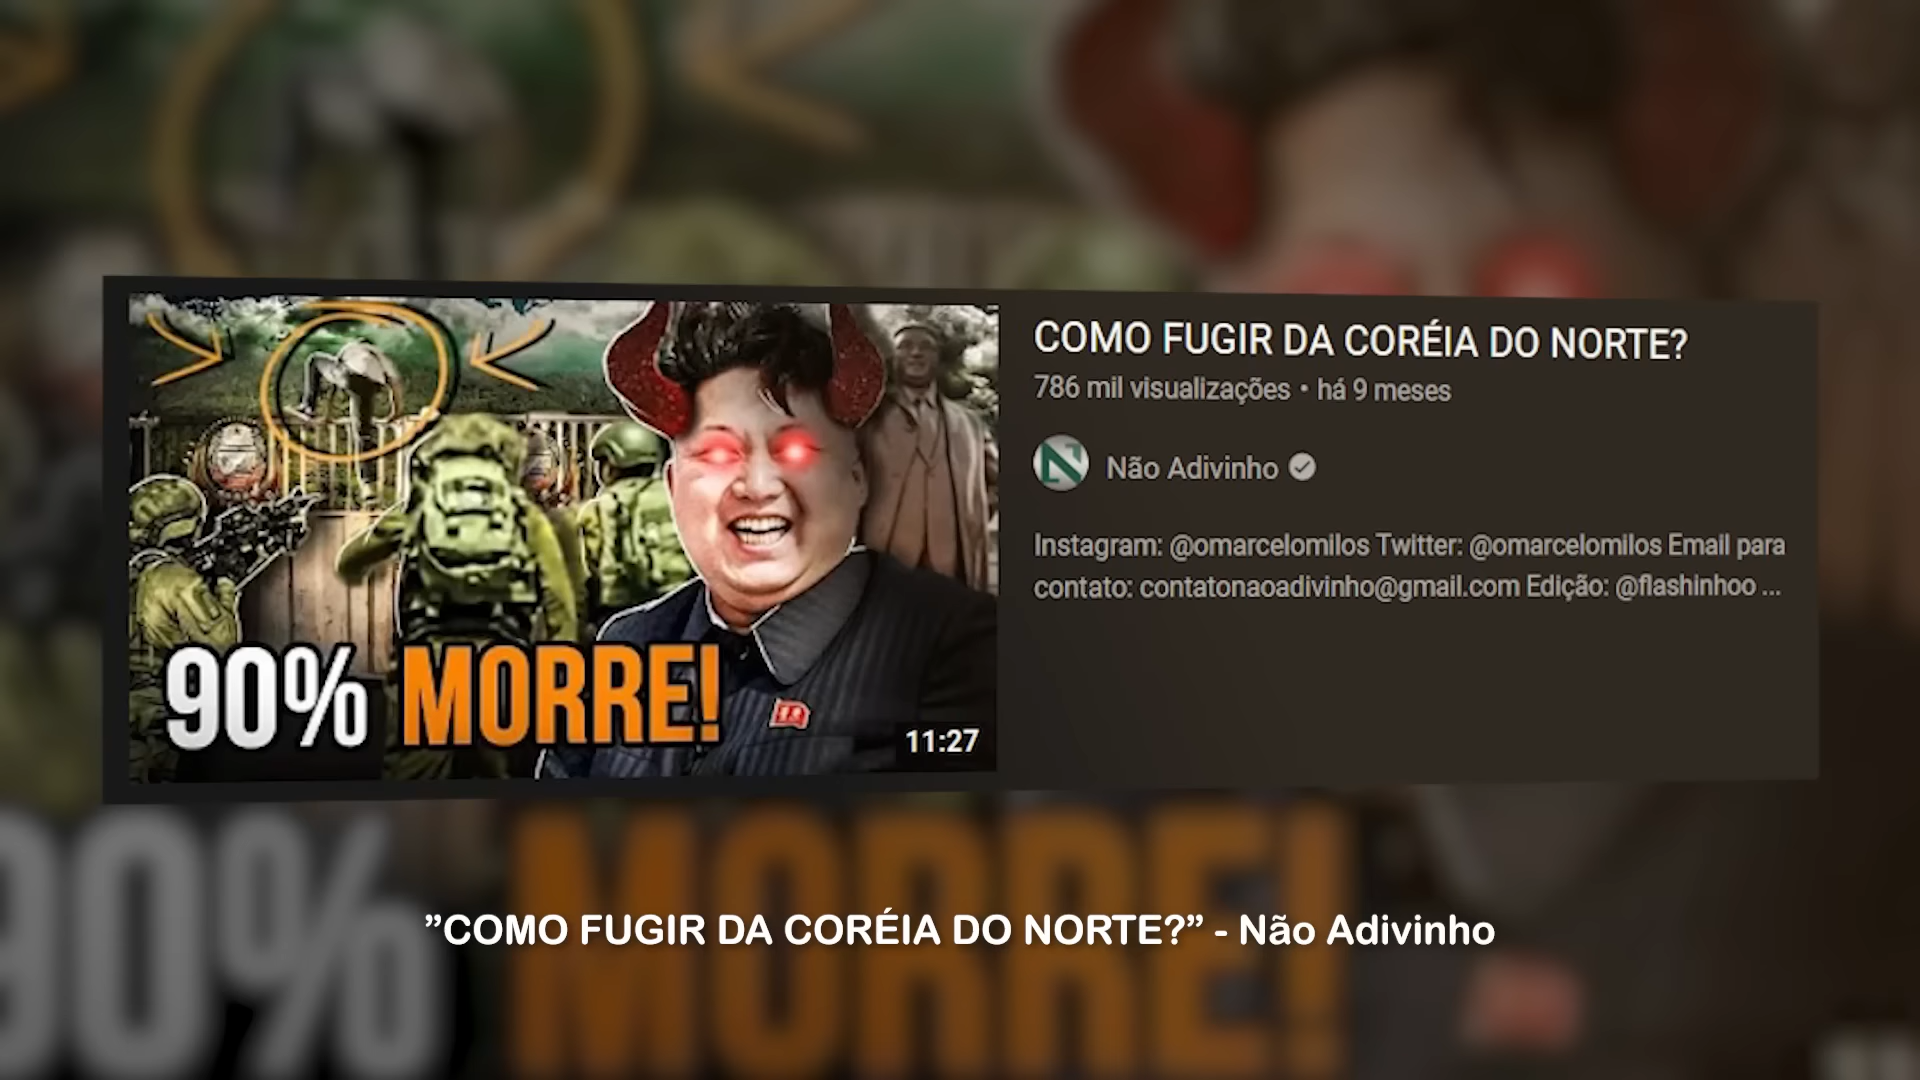 COMO FUGIR DA CORÉIA DO NORTE?
786 mil visualizações • há 9 meses
Não Adivinho
Instagram: @omarcelomilos Twitter: @omarcelomilos Email para
contato: contatonaoadivinho@gmail.com Edição: @flashinhoo ...
90% MORRE!
11:27
90% MORRE!
”COMO FUGIR DA CORÉIA DO NORTE?” - Não Adivinho